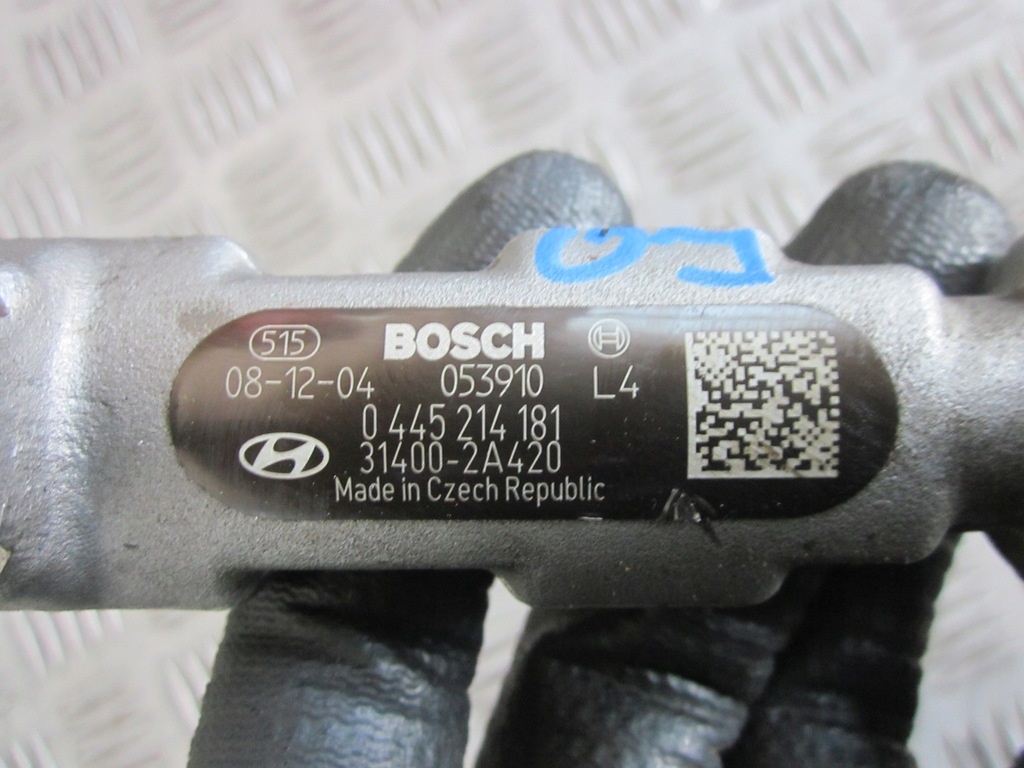 515 BOSCH
08-12-04 053910 L4
0 445 214 181
31400-2A420
Made in Czech Republic